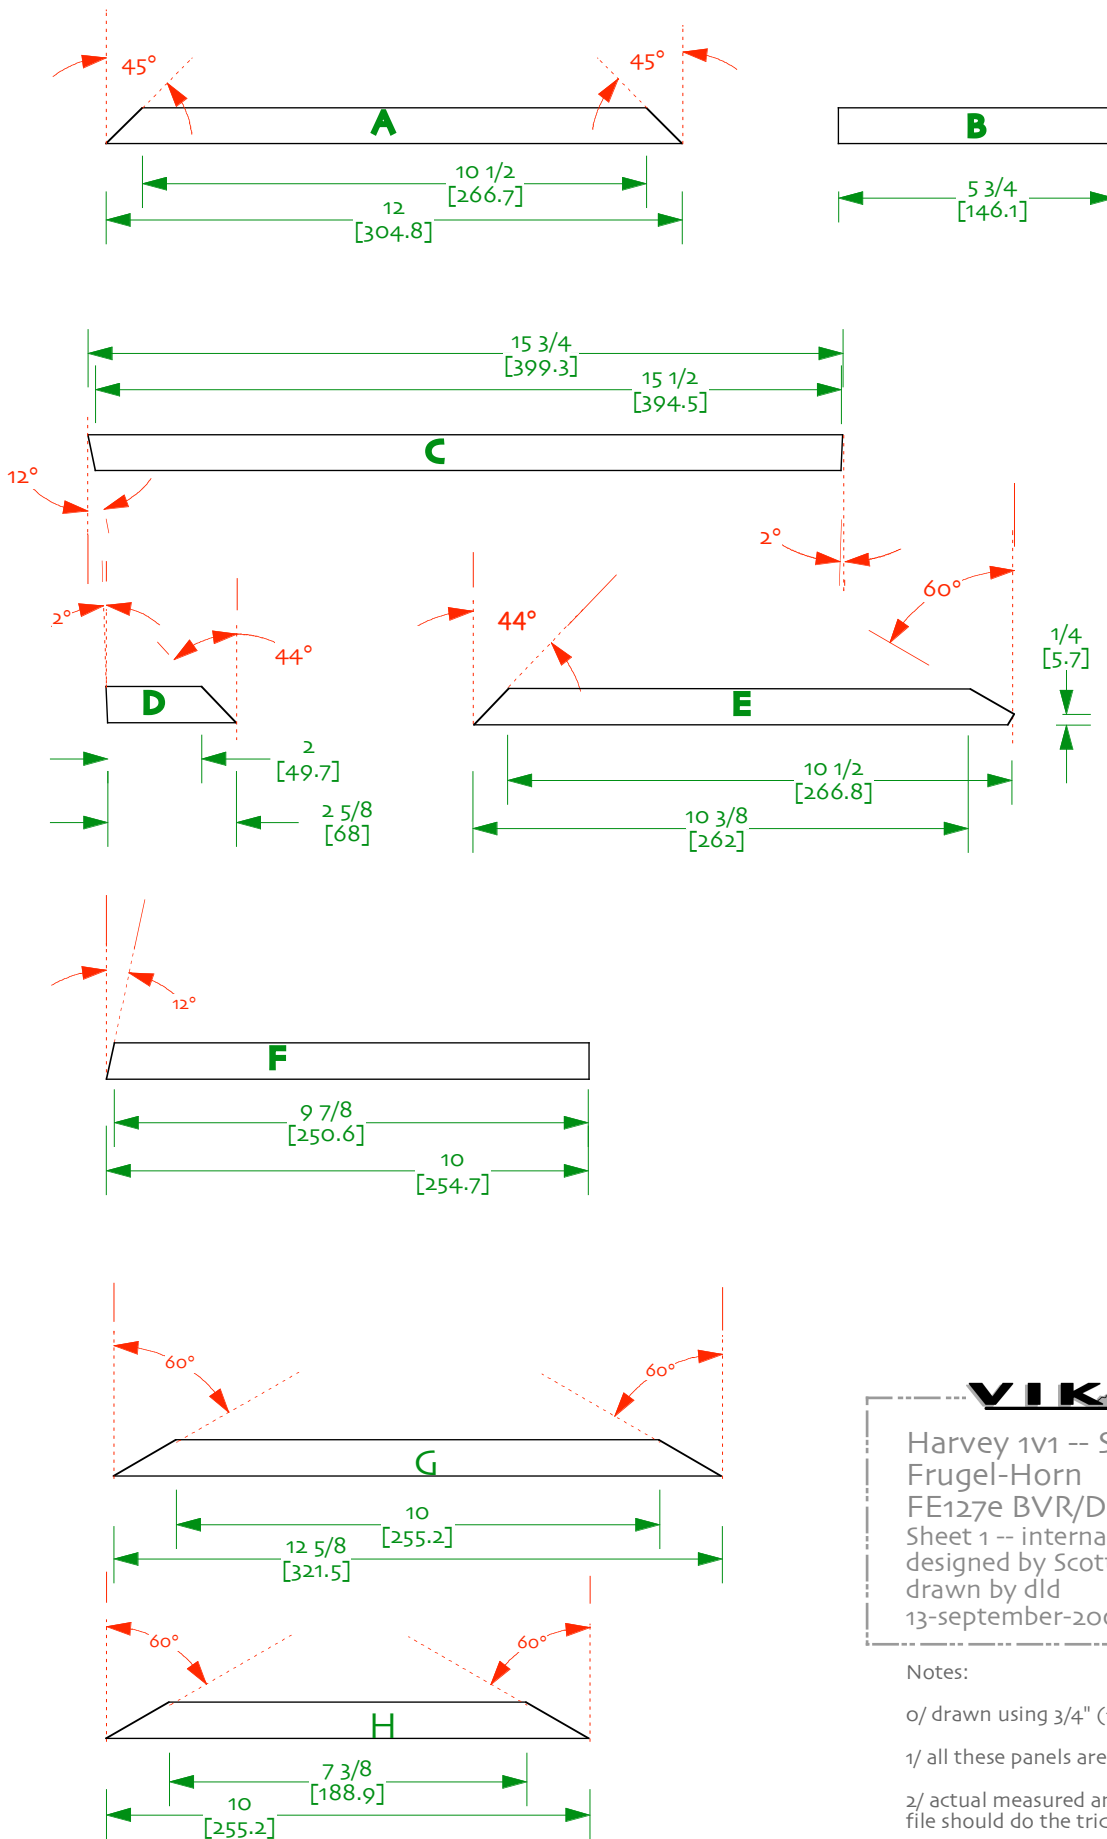 45°
45°
A
B
10 1/2
[266.7]
12
[304.8]
5 3/4
[146.1]
15 3/4
[399.3]
15 1/2
[394.5]
C
12°
2°
60°
2°
44°
44°
1/4
[5.7]
D
E
2
[49.7]
2 5/8
[68]
10 1/2
[266.8]
10 3/8
[262]
12°
F
9 7/8
[250.6]
10
[254.7]
60°
60°
G
10
[255.2]
12 5/8
[321.5]
60°
60°
H
7 3/8
[188.9]
10
[255.2]
VIK
Harvey 1v1 -- S
Frugel-Horn
FE127e BVR/D
Sheet 1 -- interna
designed by Scot
drawn by dld
13-september-200
Notes:
0/ drawn using 3/4" (
1/ all these panels are
2/ actual measured a
file should do the tric